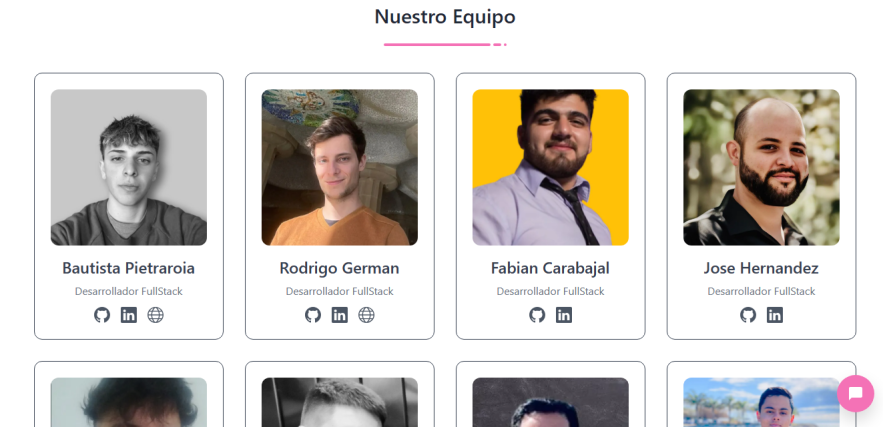 Nuestro Equipo
Bautista Pietraroia
Rodrigo German
Fabian Carabajal
Jose Hernandez
Desarrollador FullStack
Desarrollador FullStack
Desarrollador FullStack
Desarrollador FullStack